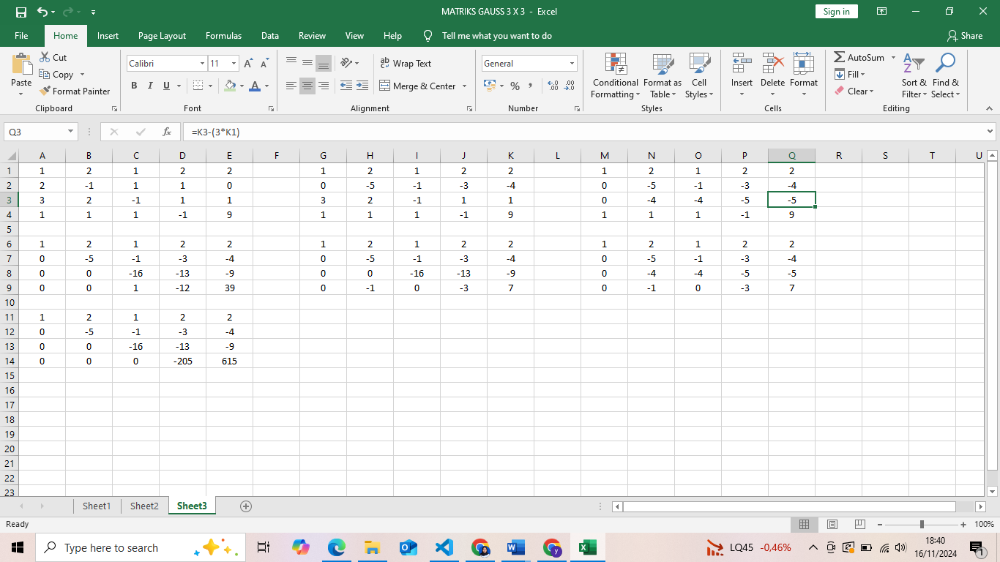 MATRIKS GAUSS 3 X 3 - Excel
Sign in
File Home Insert Page Layout Formulas Data Review View Help Tell me what you want to do Share
Paste
Cut
Copy
Format Painter
Clipboard
Calibri 11
B I U A
Font
Wrap Text
Merge & Center
Alignment
General
% , .00 .0
Number
Conditional Formatting
Format as Table
Cell Styles
Styles
Insert Delete Format
Cells
AutoSum
Fill
Clear
Sort & Filter
Find & Select
Editing
Q3 fx =K3-(3*K1)
A B C D E F G H I J K L M N O P Q R S T U
1 1 2 1 2 2 1 2 1 2 2 1 2 1 2 2
2 2 -1 1 1 0 0 -5 -1 -3 -4 0 -5 -1 -3 -4
3 3 2 -1 1 1 3 2 -1 1 1 0 -4 -4 -5 -5
4 1 1 1 -1 9 1 1 1 -1 9 1 1 1 -1 9
5
6 1 2 1 2 2 1 2 1 2 2 1 2 1 2 2
7 0 -5 -1 -3 -4 0 -5 -1 -3 -4 0 -5 -1 -3 -4
8 0 0 -16 -13 -9 0 0 -16 -13 -9 0 -4 -4 -5 -5
9 0 0 1 -12 39 0 -1 0 -3 7 0 -1 0 -3 7
10
11 1 2 1 2 2
12 0 -5 -1 -3 -4
13 0 0 -16 -13 -9
14 0 0 0 -205 615
15
16
17
18
19
20
21
22
23
Sheet1 Sheet2 Sheet3
Ready 100%
Type here to search
LQ45 -0,46%
18:40
16/11/2024
1